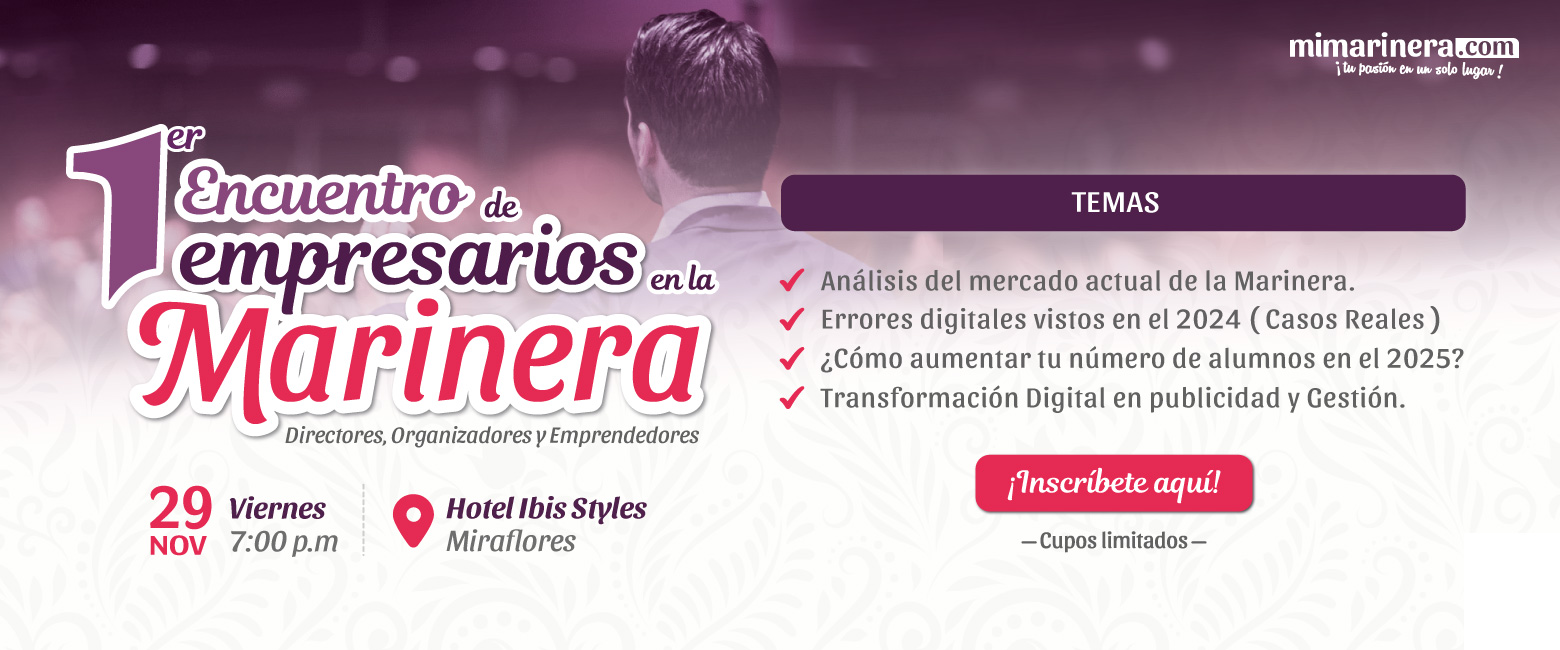 mimarinera.com
¡tu pasión en un solo lugar!
1er
Encuentro de
empresarios en la
Marinera
Directores, Organizadores y Emprendedores
29 NOV
Viernes
7:00 p.m
Hotel Ibis Styles
Miraflores
TEMAS
Análisis del mercado actual de la Marinera.
Errores digitales vistos en el 2024 ( Casos Reales )
¿Cómo aumentar tu número de alumnos en el 2025?
Transformación Digital en publicidad y Gestión.
¡Inscríbete aquí!
— Cupos limitados —